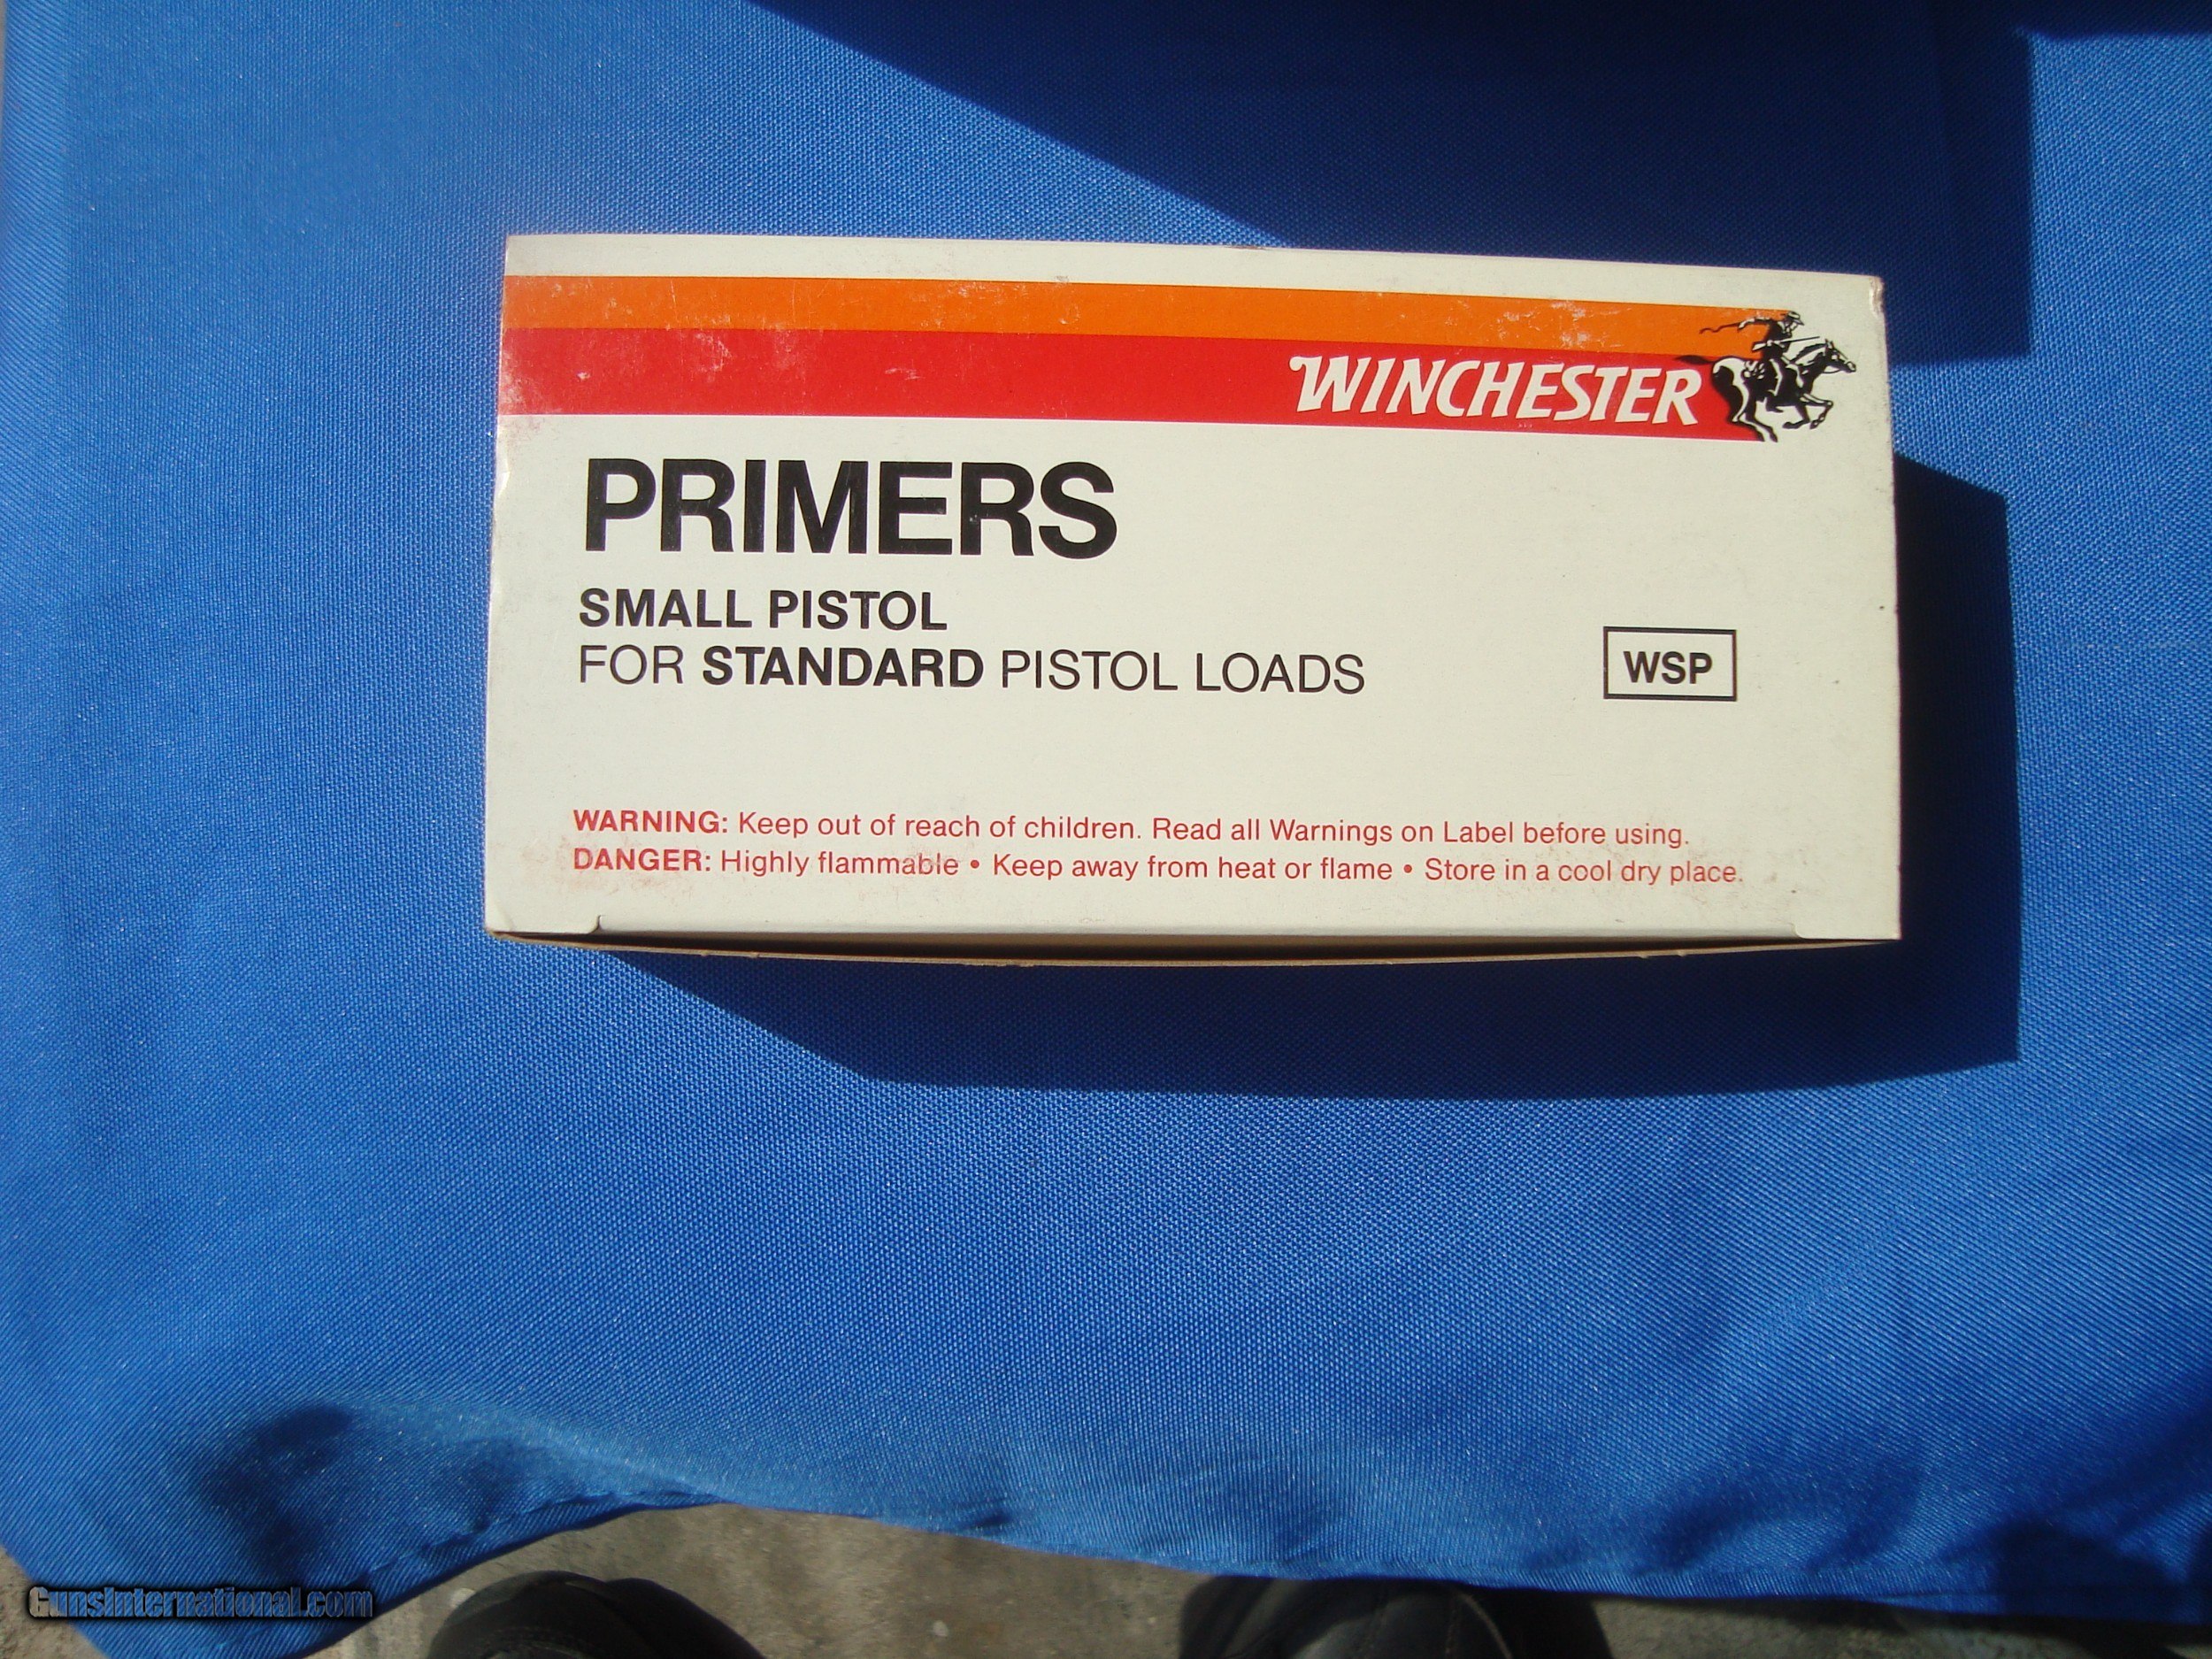 WINCHESTER
PRIMERS
SMALL PISTOL
FOR STANDARD PISTOL LOADS
WSP
WARNING: Keep out of reach of children. Read all Warnings on Label before using.
DANGER: Highly flammable • Keep away from heat or flame • Store in a cool dry place.
GunsInternational.com